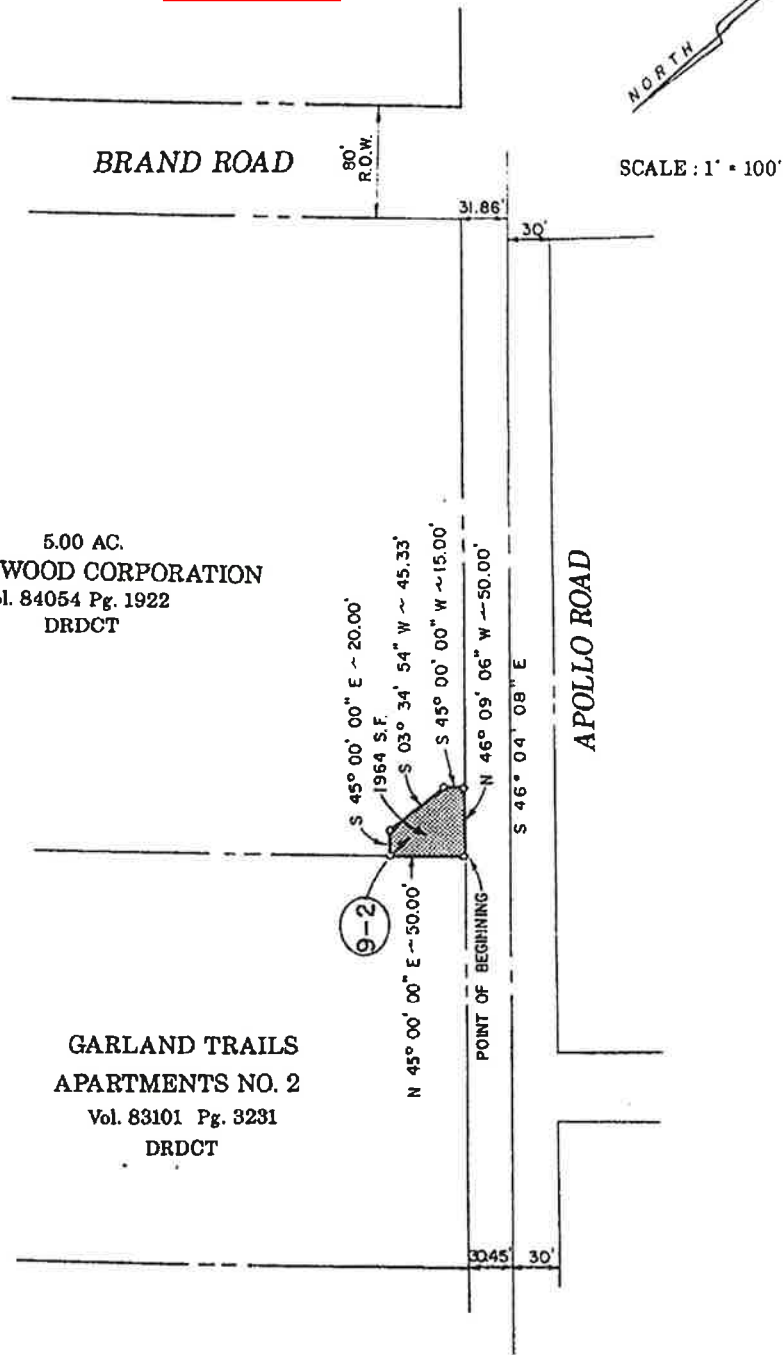 NORTH
BRAND ROAD
80'
R.O.W.
SCALE : 1" = 100'
31.86'
30'
5.00 AC.
WOOD CORPORATION
l. 84054 Pg. 1922
DRDCT
S 45° 00' 00" E ~ 20.00'
1964 S.F.
S 03° 34' 54" W ~ 45.33'
S 45° 00' 00" W ~ 15.00'
N 46° 09' 06" W ~ 50.00'
S 46° 04' 08" E
APOLLO ROAD
9-2
N 45° 00' 00" E ~ 50.00'
POINT OF BEGINNING
GARLAND TRAILS
APARTMENTS NO. 2
Vol. 83101 Pg. 3231
DRDCT
30.45'
30'